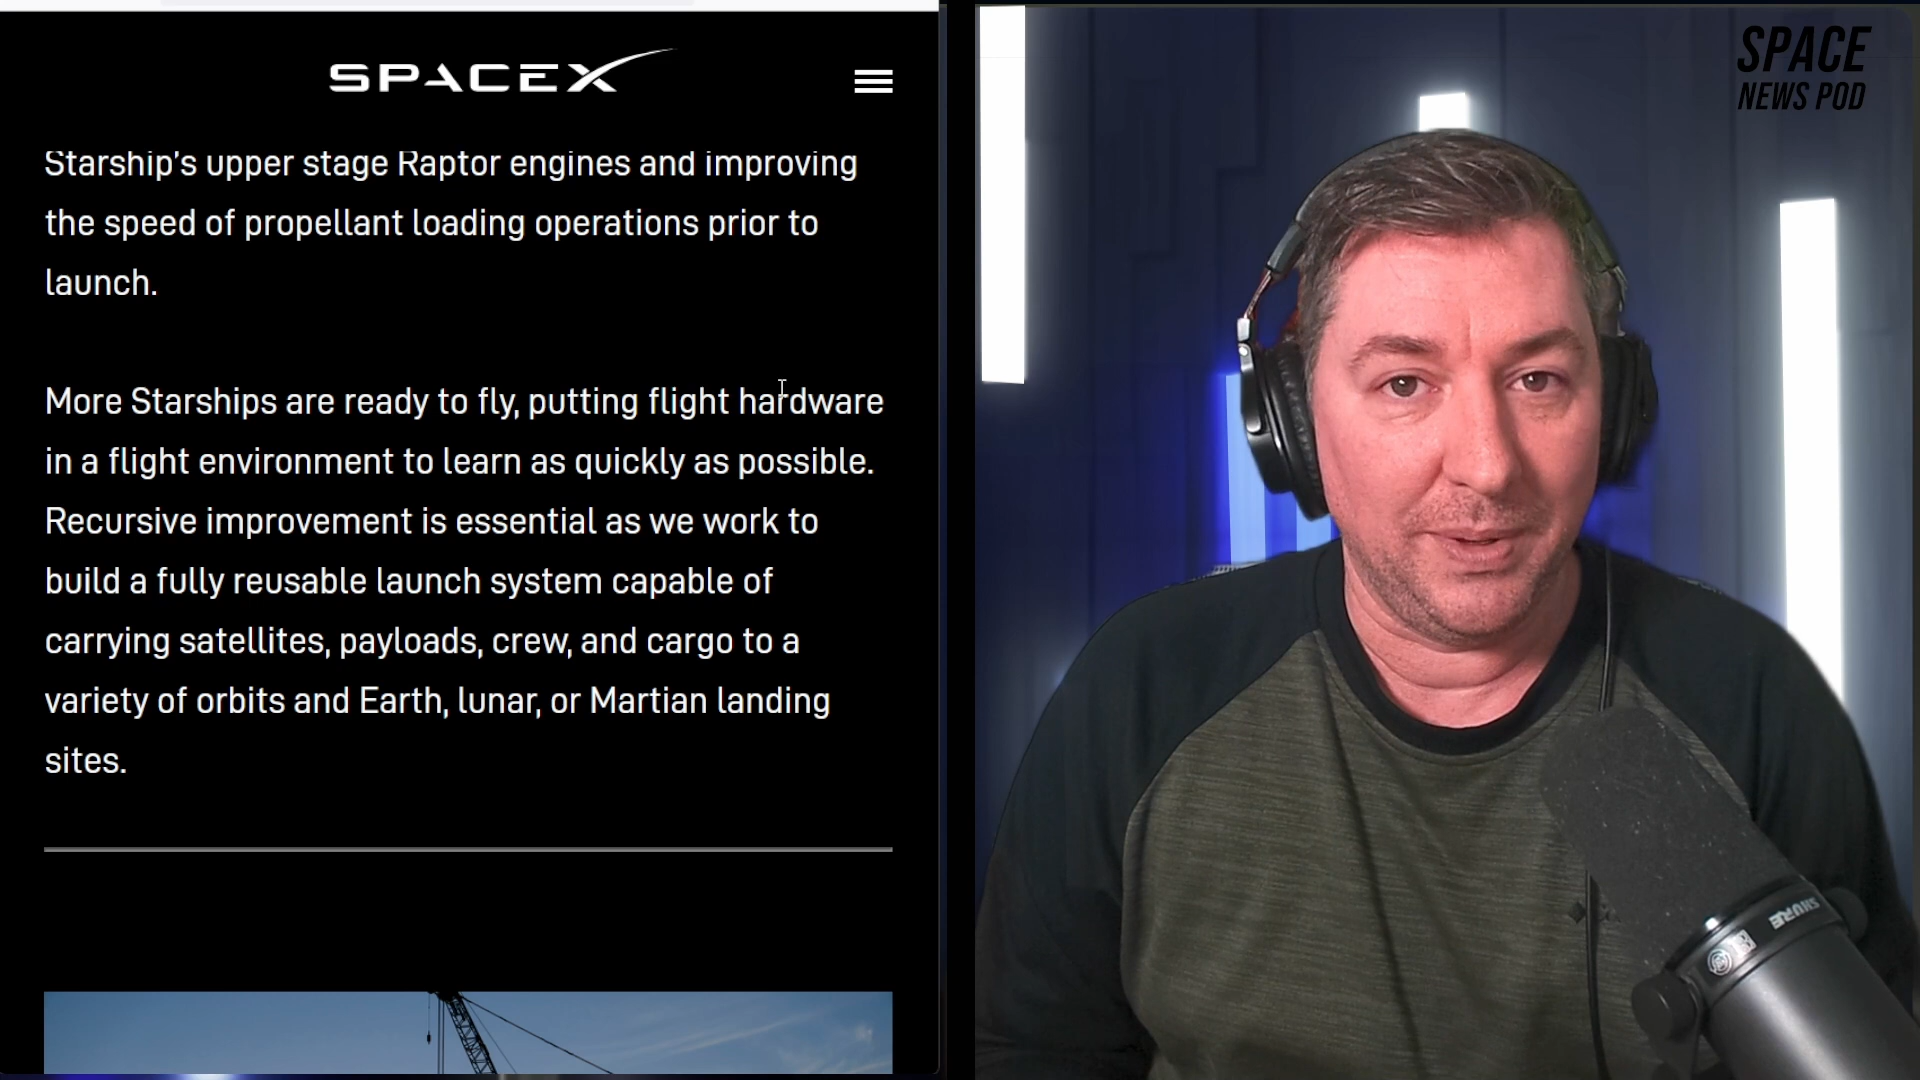 SPACEX
Starship's upper stage Raptor engines and improving
the speed of propellant loading operations prior to
launch.
More Starships are ready to fly, putting flight hardware
in a flight environment to learn as quickly as possible.
Recursive improvement is essential as we work to
build a fully reusable launch system capable of
carrying satellites, payloads, crew, and cargo to a
variety of orbits and Earth, lunar, or Martian landing
sites.
SPACE
NEWS POD
SHURE